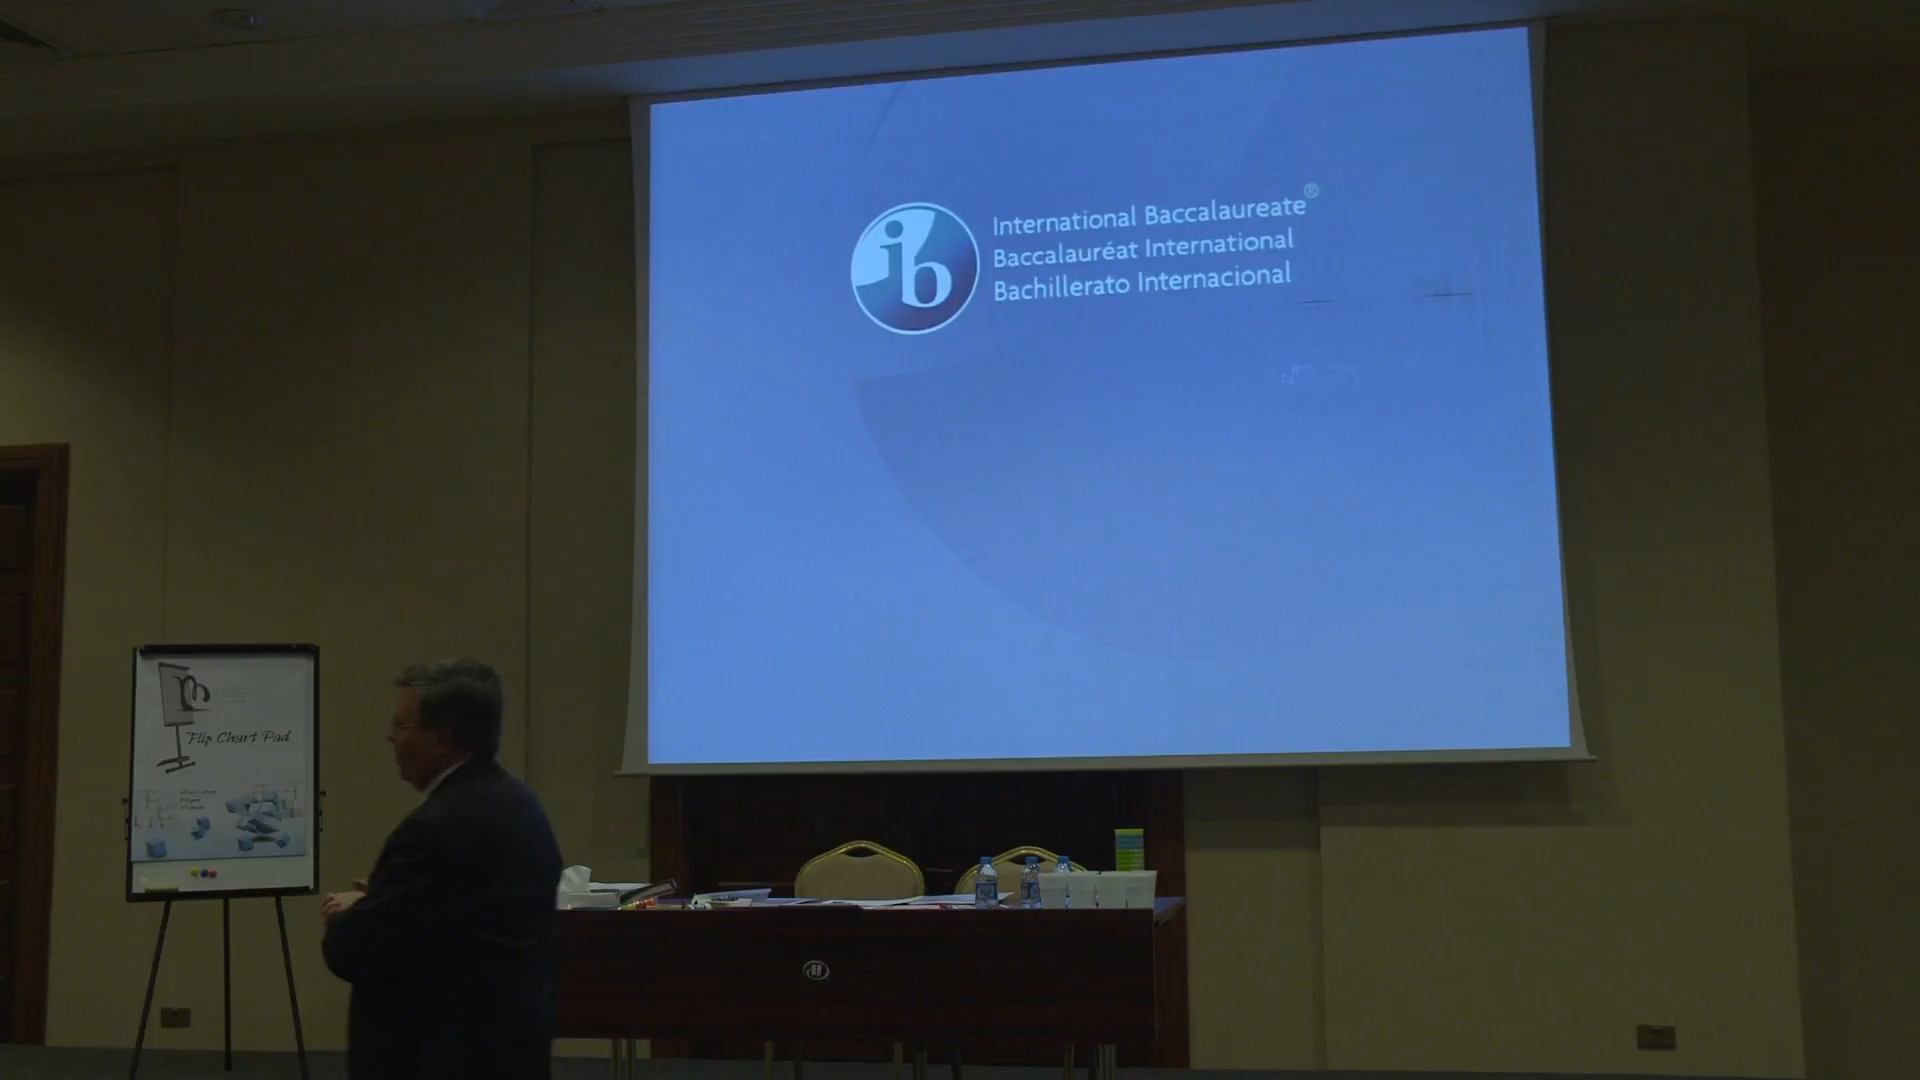 International Baccalaureate®
Baccalauréat International
Bachillerato Internacional
ib
Flip Chart Pad